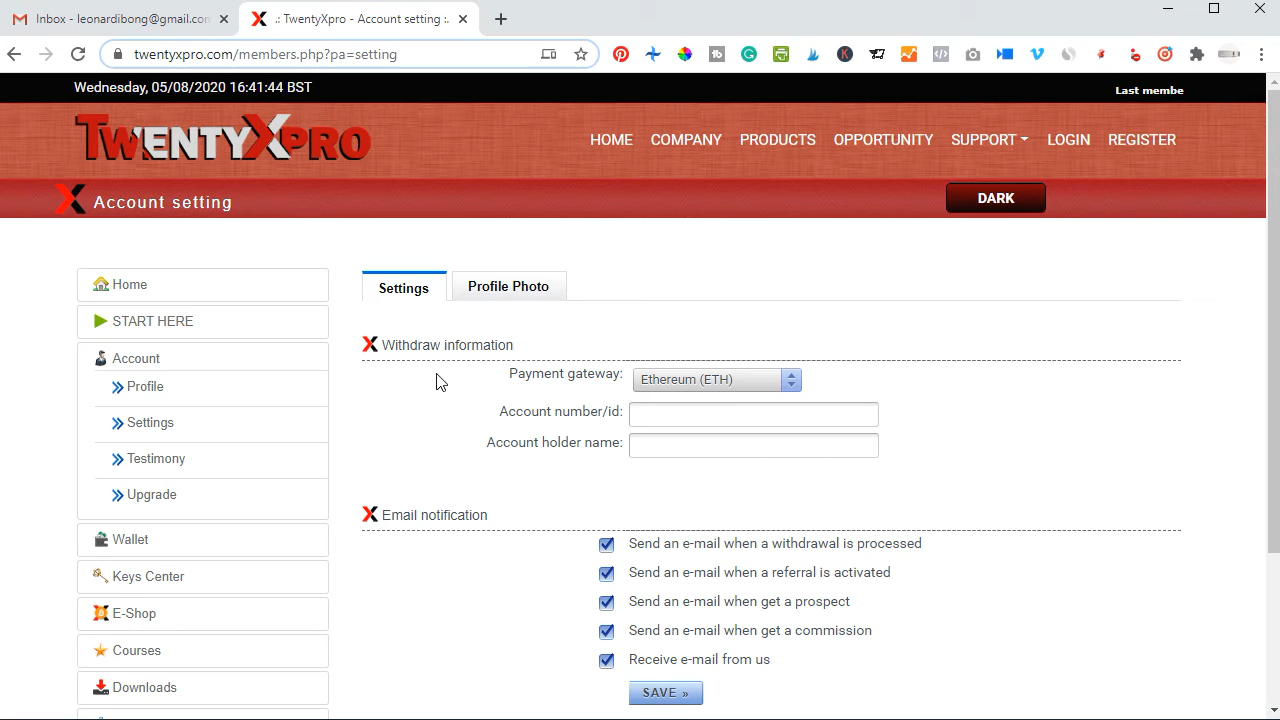 Inbox - leonardibong@gmail.com
.: TwentyXpro - Account setting :.
twentyxpro.com/members.php?pa=setting
Wednesday, 05/08/2020 16:41:44 BST
Last membe
TWENTYXPRO
HOME COMPANY PRODUCTS OPPORTUNITY SUPPORT LOGIN REGISTER
X Account setting
DARK
Home
START HERE
Account
Profile
Settings
Testimony
Upgrade
Wallet
Keys Center
E-Shop
Courses
Downloads
Settings Profile Photo
X Withdraw information
Payment gateway: Ethereum (ETH)
Account number/id:
Account holder name:
X Email notification
Send an e-mail when a withdrawal is processed
Send an e-mail when a referral is activated
Send an e-mail when get a prospect
Send an e-mail when get a commission
Receive e-mail from us
SAVE »